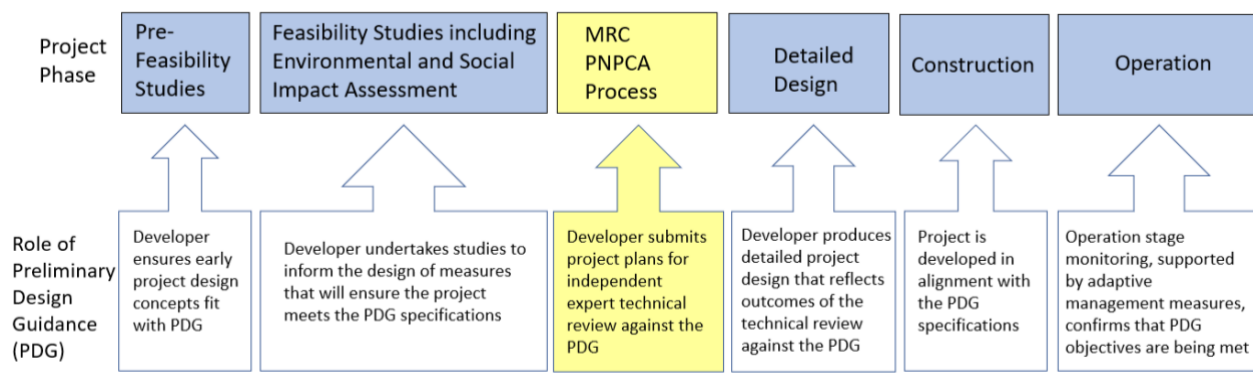 Project
Phase
Pre-
Feasibility
Studies
Feasibility Studies including
Environmental and Social
Impact Assessment
MRC
PNPCA
Process
Detailed
Design
Construction
Operation
Role of
Preliminary
Design
Guidance
(PDG)
Developer
ensures early
project design
concepts fit
with PDG
Developer undertakes studies to
inform the design of measures
that will ensure the project
meets the PDG specifications
Developer submits
project plans for
independent
expert technical
review against the
PDG
Developer produces
detailed project
design that reflects
outcomes of the
technical review
against the PDG
Project is
developed in
alignment with
the PDG
specifications
Operation stage
monitoring, supported
by adaptive
management measures,
confirms that PDG
objectives are being met